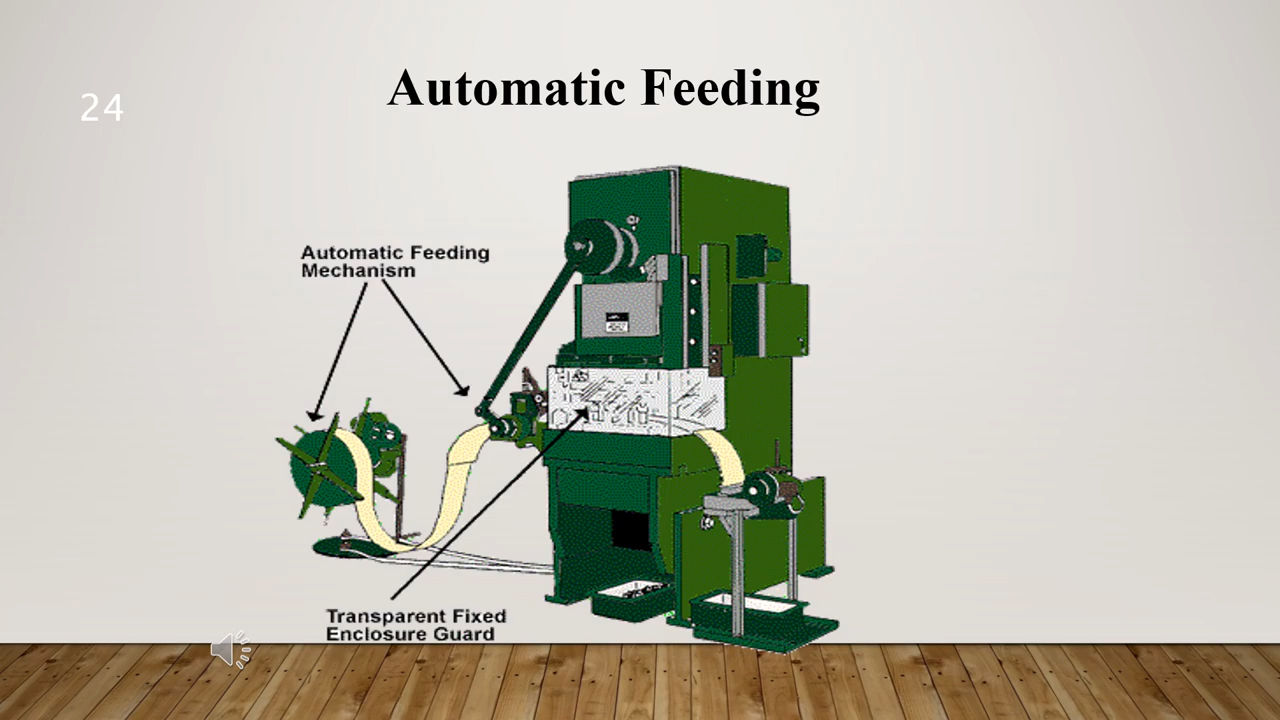 Automatic Feeding
24
Automatic Feeding
Mechanism
Transparent Fixed
Enclosure Guard